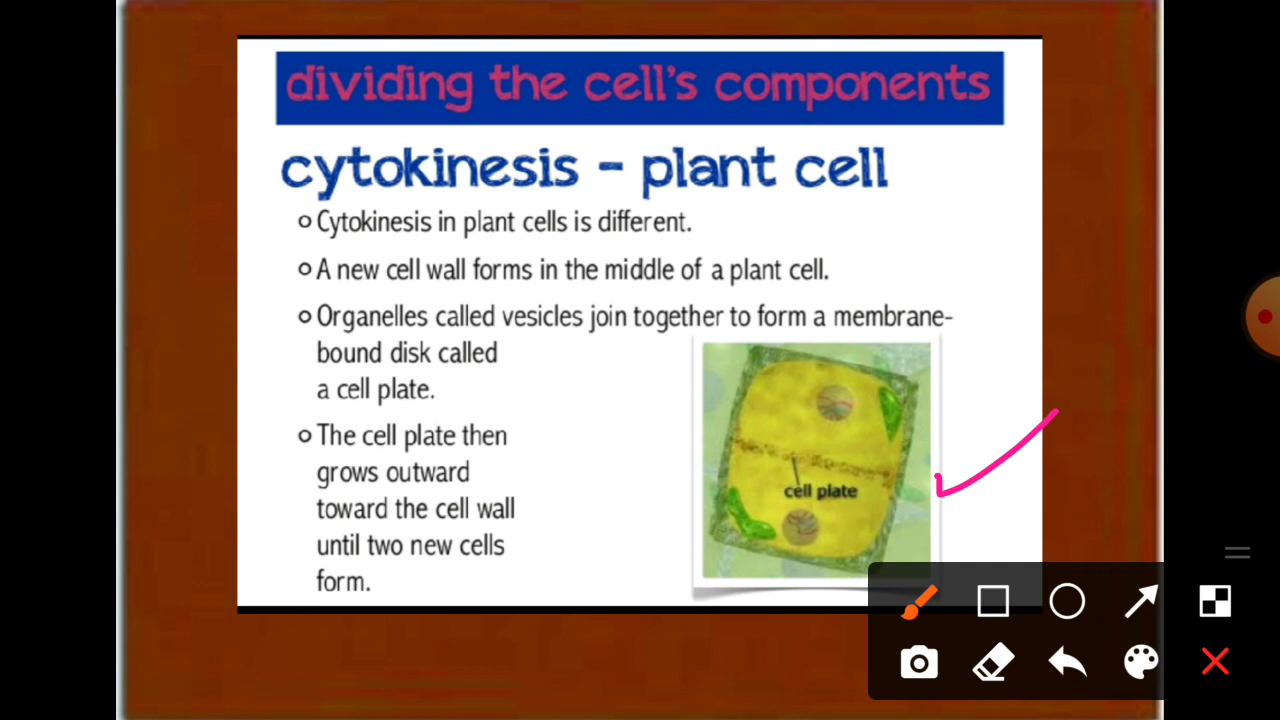 dividing the cell's components
cytokinesis - plant cell
o Cytokinesis in plant cells is different.
o A new cell wall forms in the middle of a plant cell.
o Organelles called vesicles join together to form a membrane-
bound disk called
a cell plate.
o The cell plate then
grows outward
toward the cell wall
until two new cells
form.
cell plate